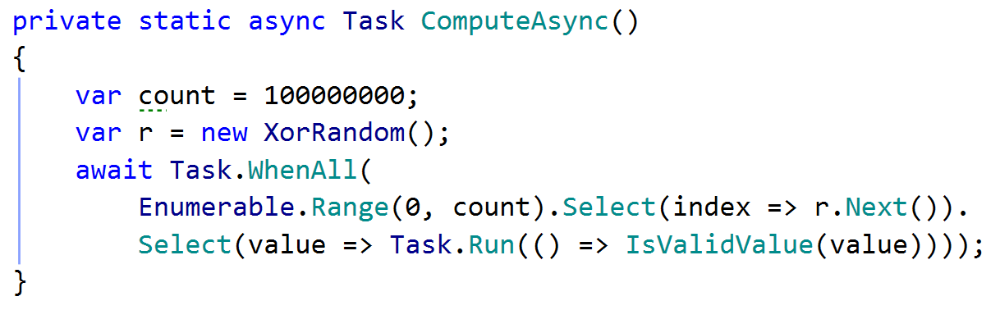 private static async Task ComputeAsync()
{
    var count = 100000000;
    var r = new XorRandom();
    await Task.WhenAll(
        Enumerable.Range(0, count).Select(index => r.Next()).
        Select(value => Task.Run(() => IsValidValue(value))));
}